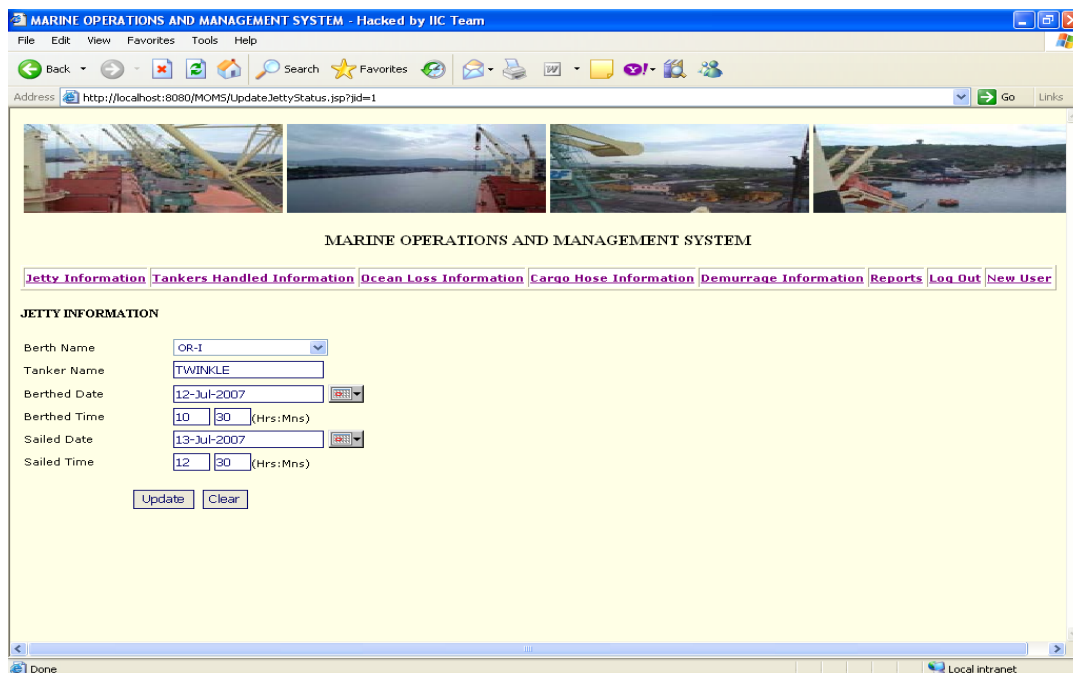 MARINE OPERATIONS AND MANAGEMENT SYSTEM - Hacked by IIC Team
File Edit View Favorites Tools Help
Back Search Favorites
Address http://localhost:8080/MOMS/UpdateJettyStatus.jsp?jid=1 Go Links
MARINE OPERATIONS AND MANAGEMENT SYSTEM
Jetty Information Tankers Handled Information Ocean Loss Information Cargo Hose Information Demurrage Information Reports Log Out New User
JETTY INFORMATION
Berth Name OR-I
Tanker Name TWINKLE
Berthed Date 12-Jul-2007
Berthed Time 10 30 (Hrs:Mns)
Sailed Date 13-Jul-2007
Sailed Time 12 30 (Hrs:Mns)
Update Clear
Done Local intranet